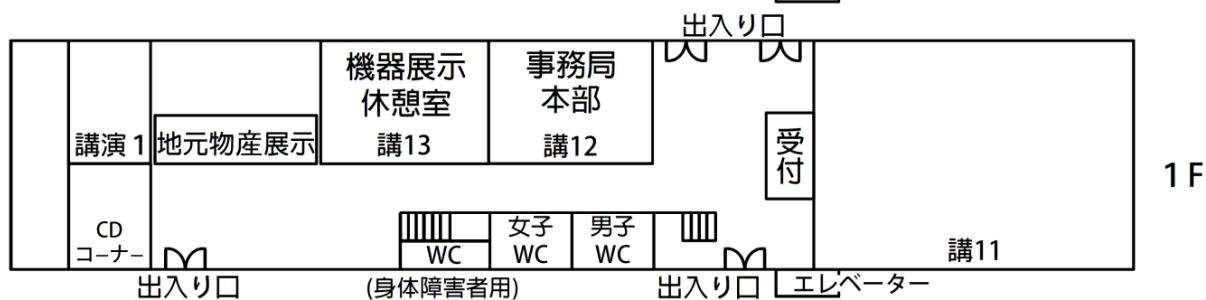 出入り口
機器展示
休憩室
講13
事務局
本部
講12
講演 1
地元物産展示
受付
1 F
CD
コーナー
WC
女子
WC
男子
WC
講11
出入り口
(身体障害者用)
出入り口
エレベーター